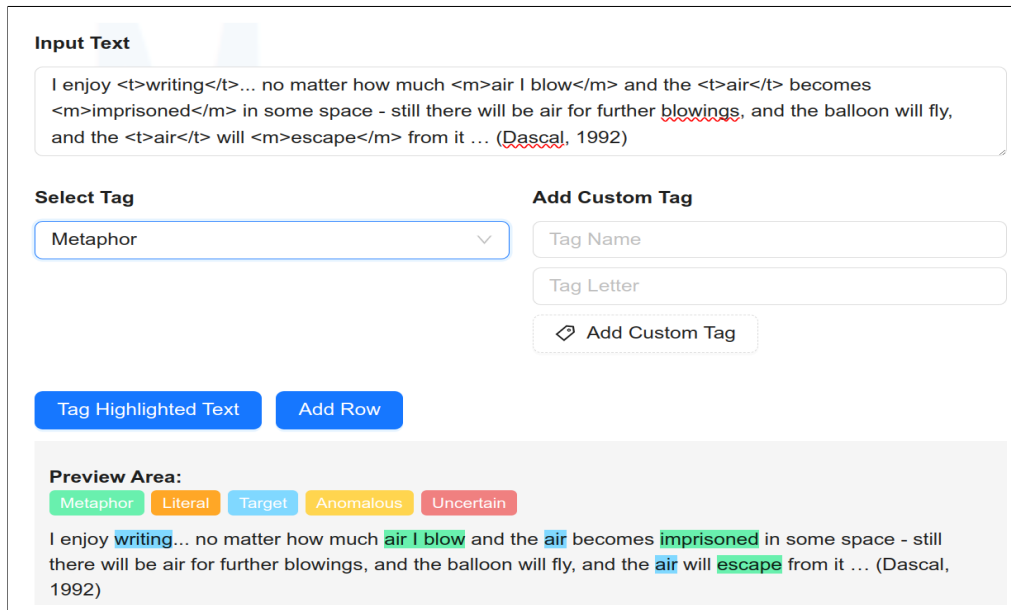 Input Text
I enjoy <t>writing</t>... no matter how much <m>air I blow</m> and the <t>air</t> becomes
<m>imprisoned</m> in some space - still there will be air for further blowings, and the balloon will fly,
and the <t>air</t> will <m>escape</m> from it … (Dascal, 1992)
Select Tag
Metaphor
Add Custom Tag
Tag Name
Tag Letter
Add Custom Tag
Tag Highlighted Text
Add Row
Preview Area:
Metaphor Literal Target Anomalous Uncertain
I enjoy writing... no matter how much air I blow and the air becomes imprisoned in some space - still
there will be air for further blowings, and the balloon will fly, and the air will escape from it … (Dascal,
1992)